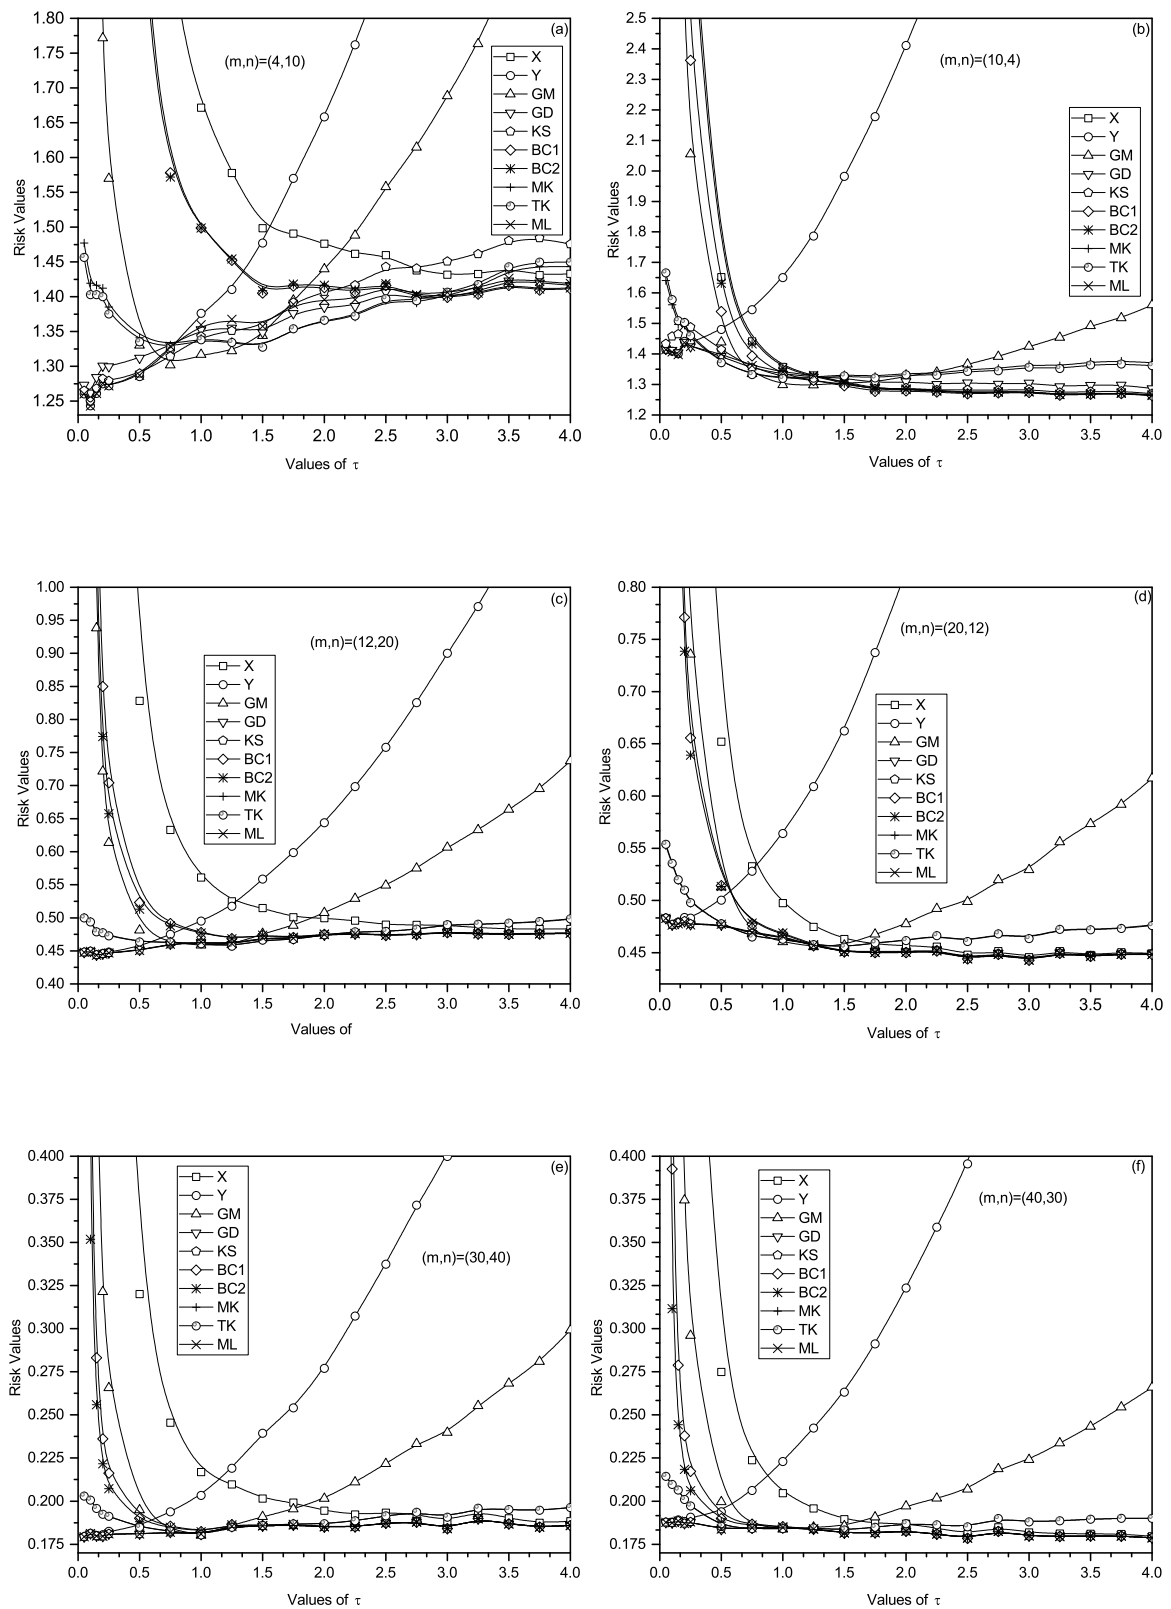 (a)
(m,n)=(4,10)
1.80
1.75
1.70
1.65
1.60
1.55
1.50
1.45
1.40
1.35
1.30
1.25
Risk Values
X
Y
GM
GD
KS
BC1
BC2
MK
TK
ML
0.0 0.5 1.0 1.5 2.0 2.5 3.0 3.5 4.0
Values of τ
(b)
(m,n)=(10,4)
2.5
2.4
2.3
2.2
2.1
2.0
1.9
1.8
1.7
1.6
1.5
1.4
1.3
1.2
Risk Values
X
Y
GM
GD
KS
BC1
BC2
MK
TK
ML
0.0 0.5 1.0 1.5 2.0 2.5 3.0 3.5 4.0
Values of τ
(c)
(m,n)=(12,20)
1.00
0.95
0.90
0.85
0.80
0.75
0.70
0.65
0.60
0.55
0.50
0.45
0.40
Risk Values
X
Y
GM
GD
KS
BC1
BC2
MK
TK
ML
0.0 0.5 1.0 1.5 2.0 2.5 3.0 3.5 4.0
Values of
(d)
(m,n)=(20,12)
0.80
0.75
0.70
0.65
0.60
0.55
0.50
0.45
Risk Values
X
Y
GM
GD
KS
BC1
BC2
MK
TK
ML
0.0 0.5 1.0 1.5 2.0 2.5 3.0 3.5 4.0
Values of τ
(e)
(m,n)=(30,40)
0.400
0.375
0.350
0.325
0.300
0.275
0.250
0.225
0.200
0.175
Risk Values
X
Y
GM
GD
KS
BC1
BC2
MK
TK
ML
0.0 0.5 1.0 1.5 2.0 2.5 3.0 3.5 4.0
Values of τ
(f)
(m,n)=(40,30)
0.400
0.375
0.350
0.325
0.300
0.275
0.250
0.225
0.200
0.175
Risk Values
X
Y
GM
GD
KS
BC1
BC2
MK
TK
ML
0.0 0.5 1.0 1.5 2.0 2.5 3.0 3.5 4.0
Values of τ